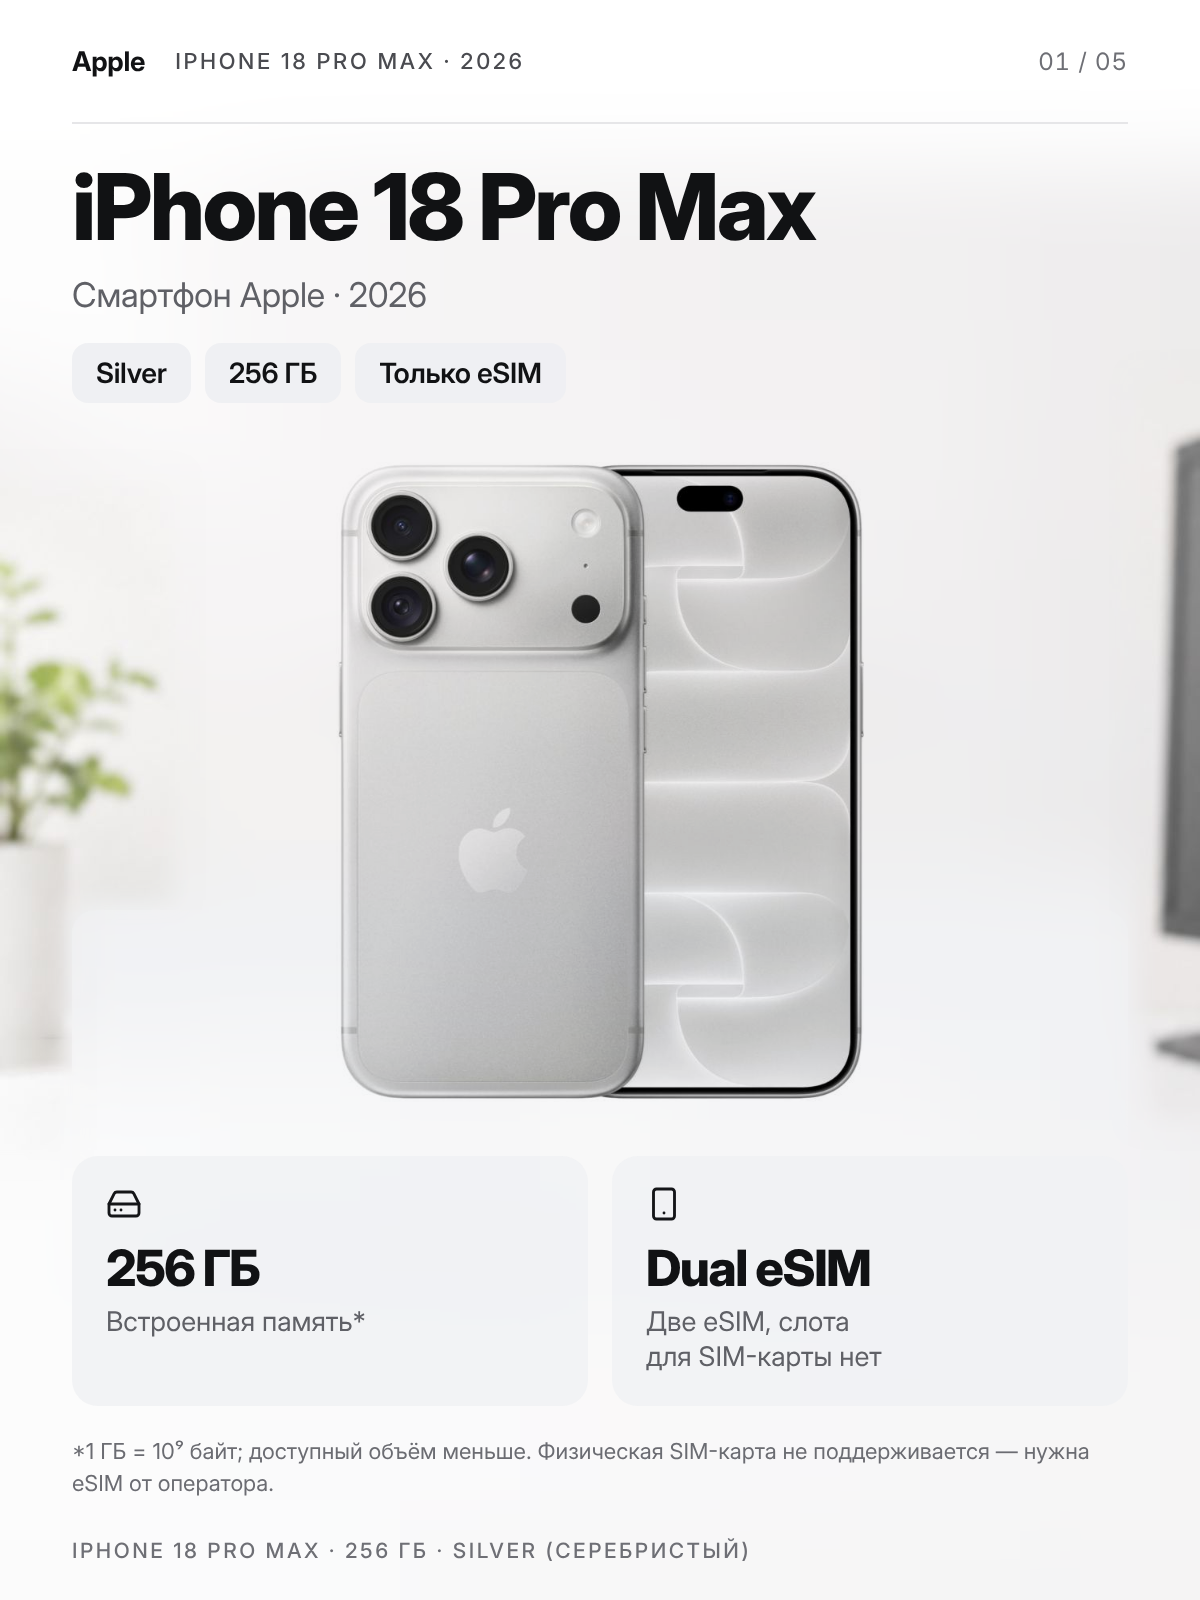 Apple IPHONE 18 PRO MAX · 2026 01 / 05
iPhone 18 Pro Max
Смартфон Apple · 2026
Silver 256 ГБ Только eSIM
256 ГБ
Встроенная память*
Dual eSIM
Две eSIM, слота
для SIM-карты нет
*1 ГБ = 10⁹ байт; доступный объём меньше. Физическая SIM-карта не поддерживается — нужна
eSIM от оператора.
IPHONE 18 PRO MAX · 256 ГБ · SILVER (СЕРЕБРИСТЫЙ)